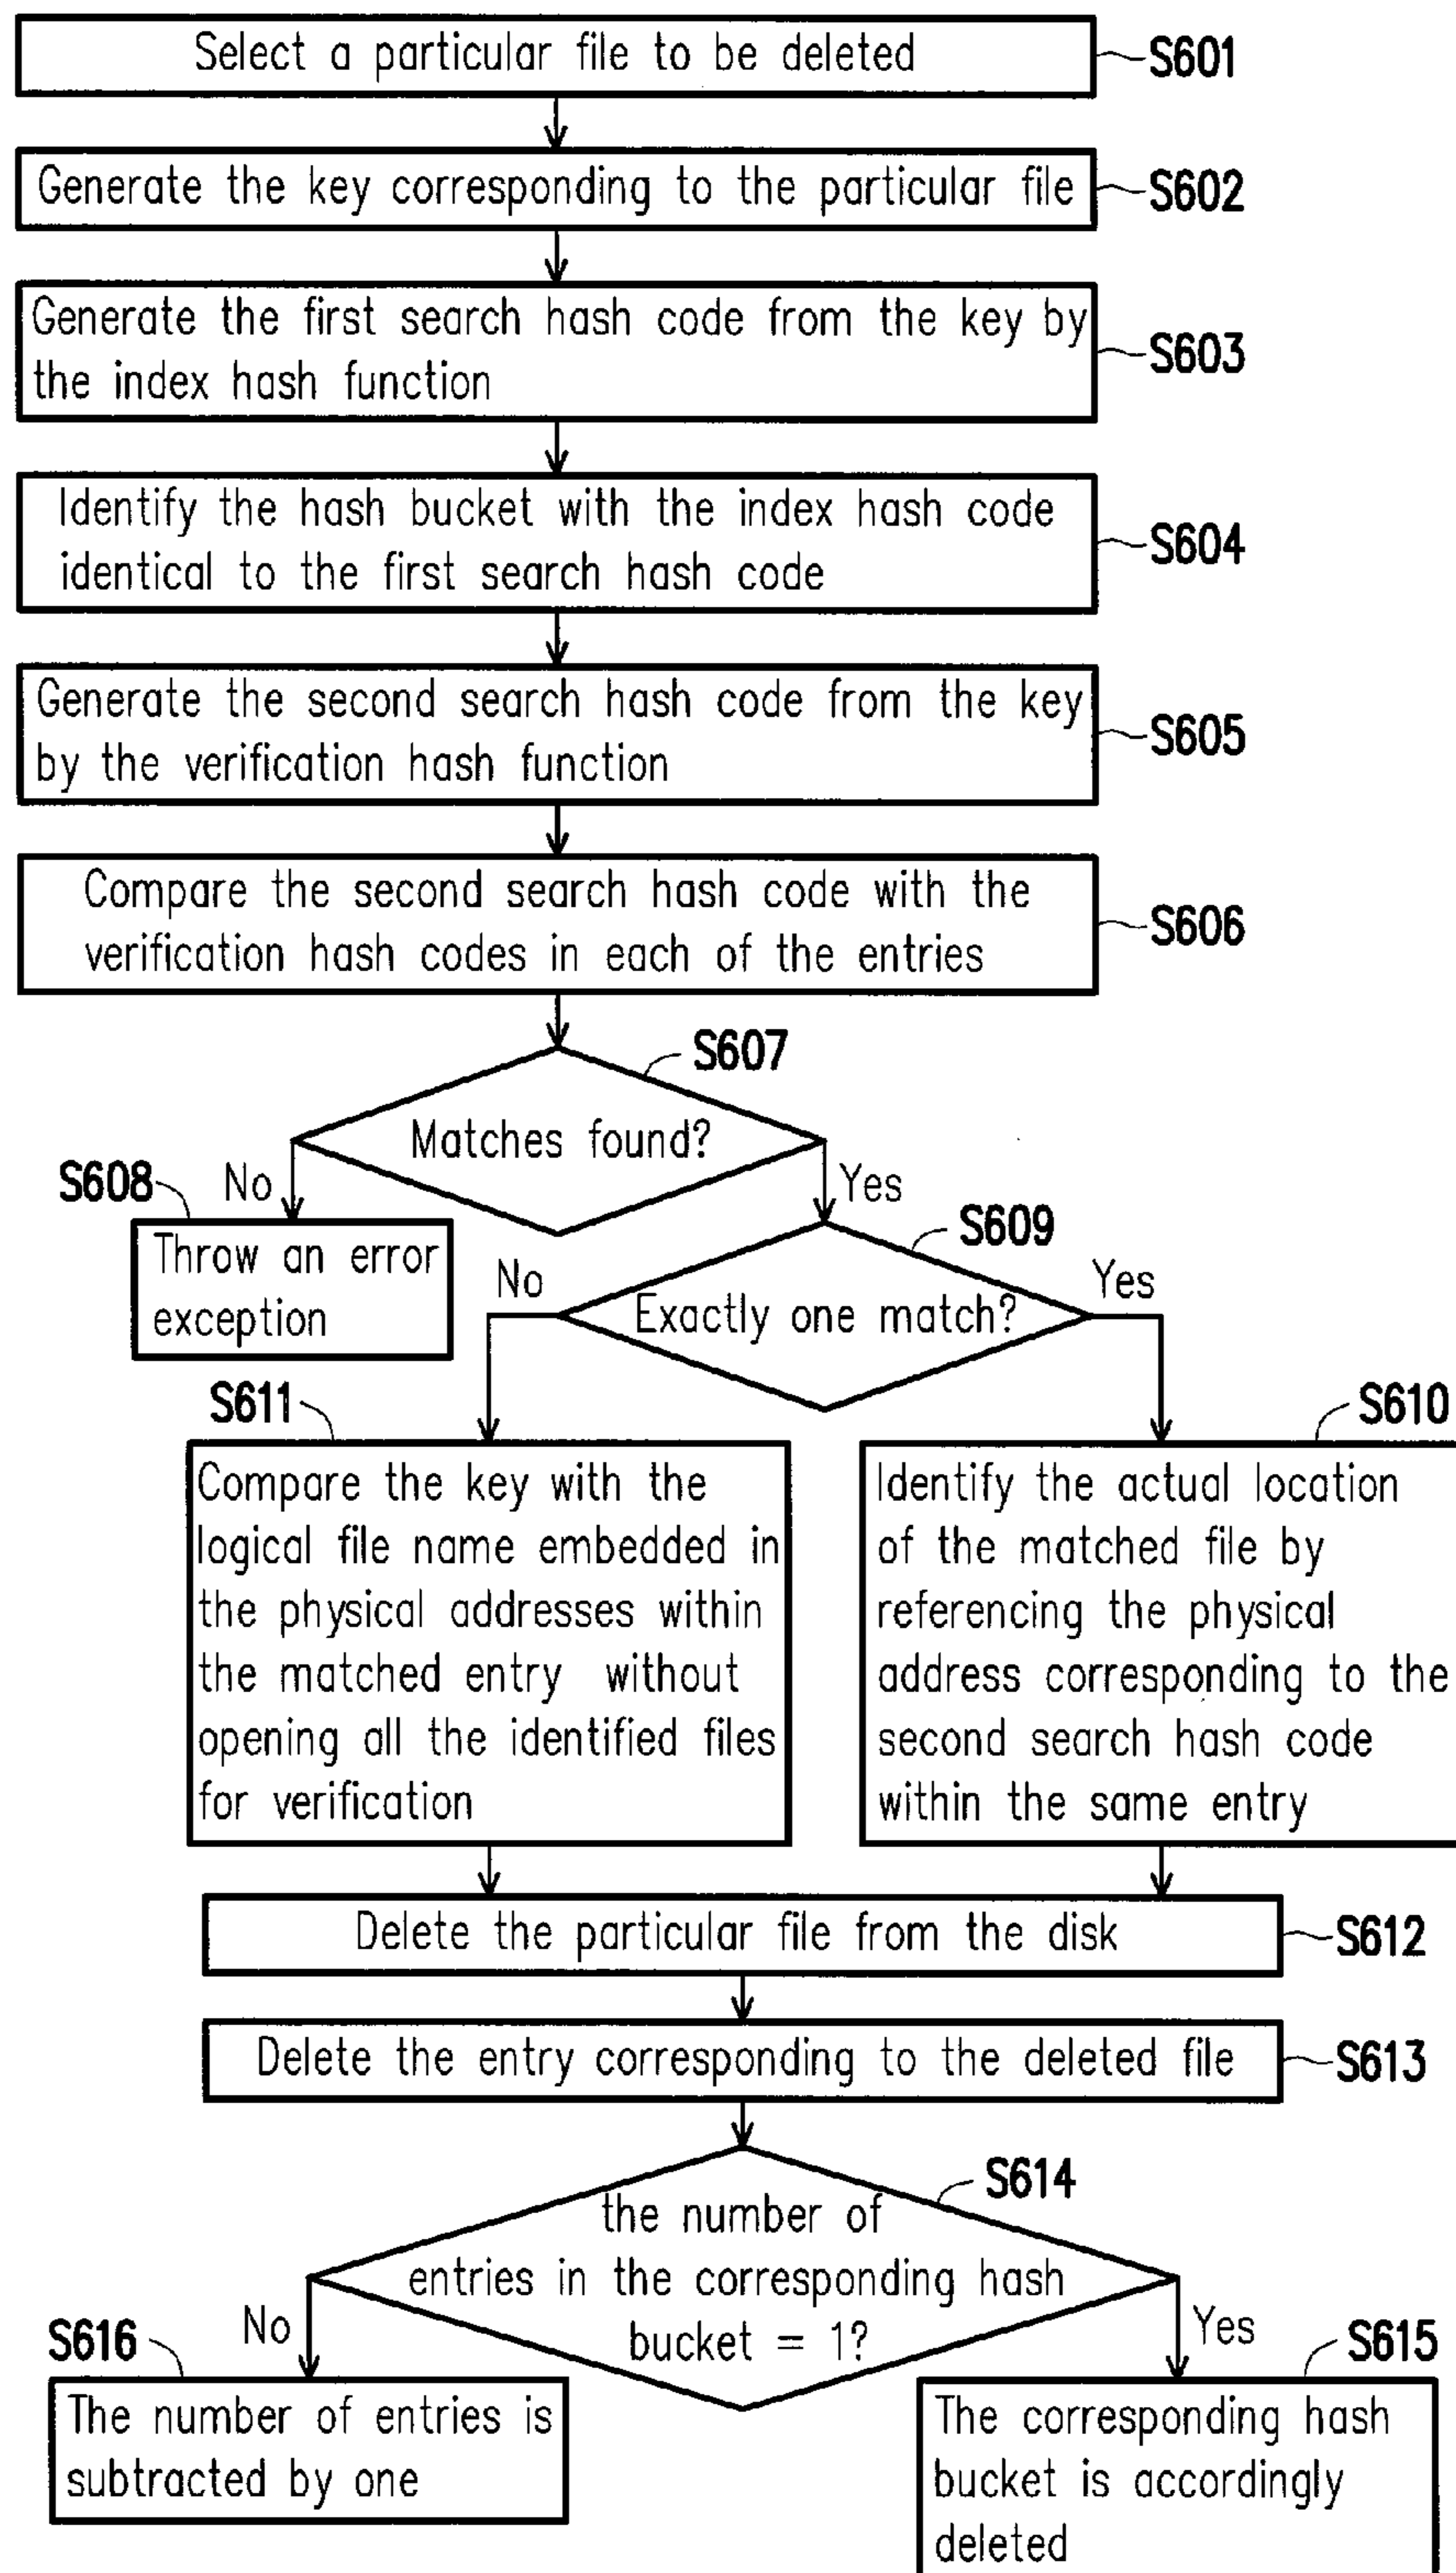 Select a particular file to be deleted
S601
Generate the key corresponding to the particular file
S602
Generate the first search hash code from the key by
the index hash function
S603
Identify the hash bucket with the index hash code
identical to the first search hash code
S604
Generate the second search hash code from the key
by the verification hash function
S605
Compare the second search hash code with the
verification hash codes in each of the entries
S606
S607
Matches found?
S608
No
Yes
Throw an error
exception
S609
No
Yes
Exactly one match?
S611
S610
Compare the key with the
logical file name embedded in
the physical addresses within
the matched entry without
opening all the identified files
for verification
Identify the actual location
of the matched file by
referencing the physical
address corresponding to the
second search hash code
within the same entry
Delete the particular file from the disk
S612
Delete the entry corresponding to the deleted file
S613
S614
the number of
entries in the corresponding hash
bucket = 1?
S616
No
Yes
S615
The number of entries is
subtracted by one
The corresponding hash
bucket is accordingly
deleted